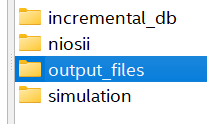 incremental_db
niosii
output_files
simulation